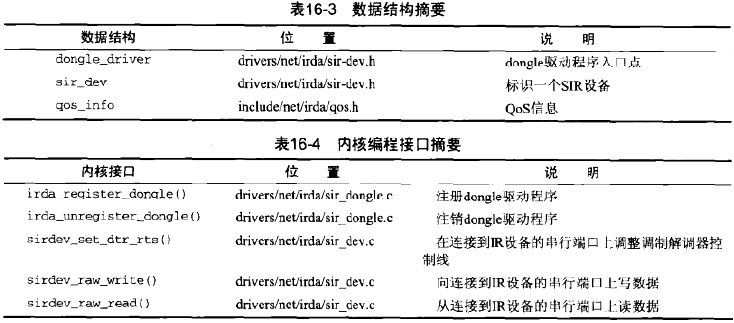 表16-3 数据结构摘要
数据结构 位 置 说 明
dongle_driver drivers/net/irda/sir-dev.h dongle驱动程序入口点
sir_dev drivers/net/irda/sir-dev.h 标识一个SIR设备
qos_info include/net/irda/qos.h QoS信息
表16-4 内核编程接口摘要
内核接口 位 置 说 明
irda_register_dongle() drivers/net/irda/sir_dongle.c 注册dongle驱动程序
irda_unregister_dongle() drivers/net/irda/sir_dongle.c 注销dongle驱动程序
sirdev_set_dtr_rts() drivers/net/irda/sir_dev.c 在连接到IR设备的串行端口上调整调制解调器控
制线
sirdev_raw_write() drivers/net/irda/sir_dev.c 向连接到IR设备的串行端口上写数据
sirdev_raw_read() drivers/net/irda/sir_dev.c 从连接到IR设备的串行端口上读数据